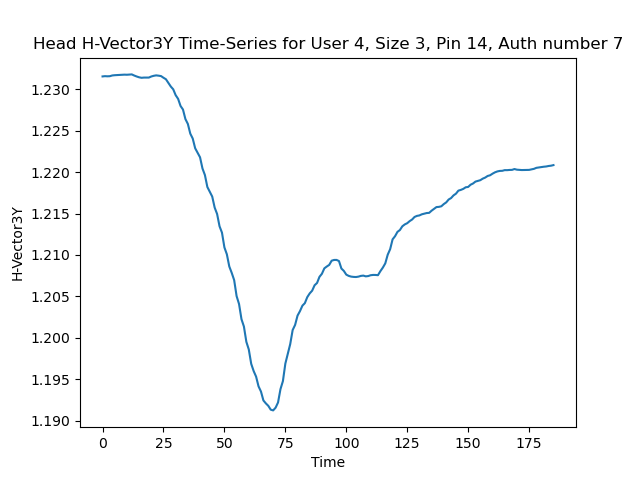 Head H-Vector3Y Time-Series for User 4, Size 3, Pin 14, Auth number 7
1.230
1.225
1.220
1.215
1.210
1.205
1.200
1.195
1.190
H-Vector3Y
0 25 50 75 100 125 150 175
Time